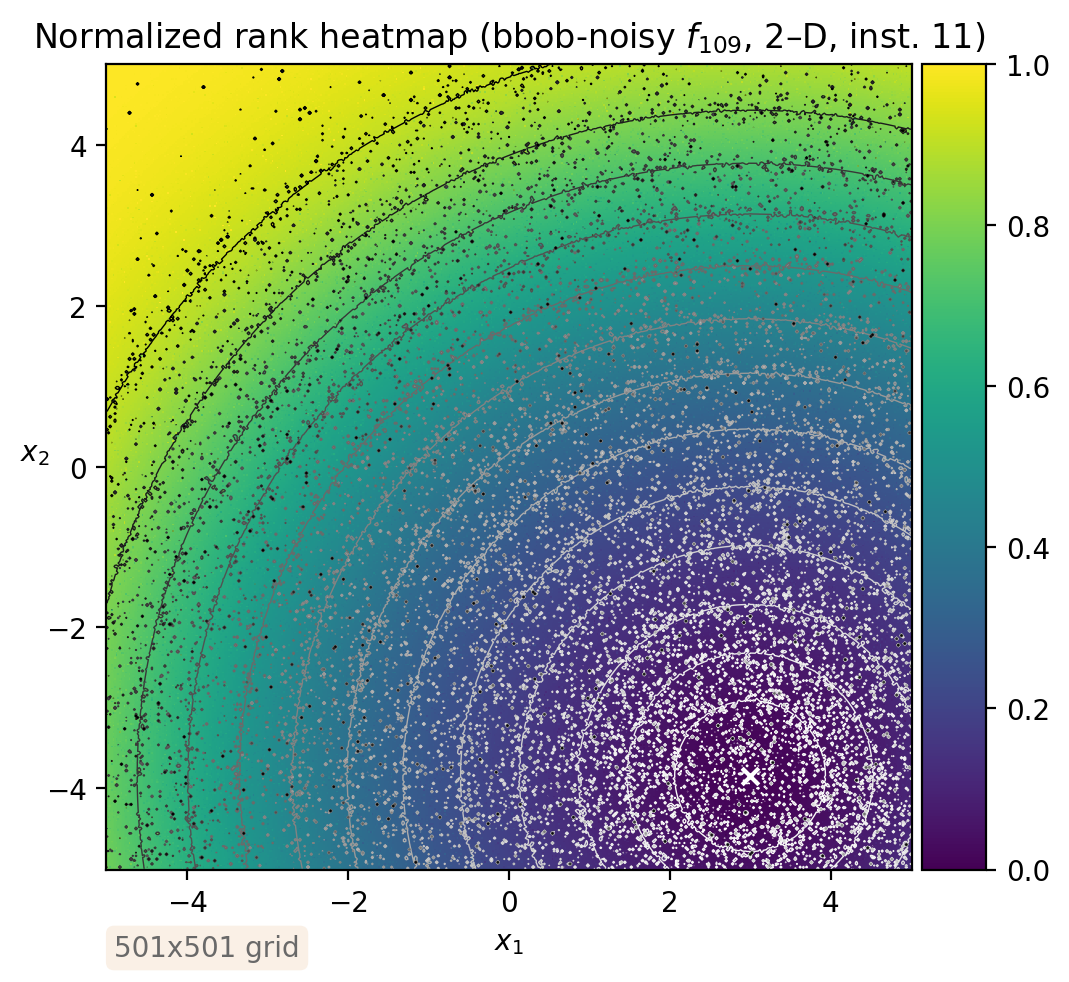 Normalized rank heatmap (bbob-noisy f₁₀₉, 2–D, inst. 11)
1.0
0.8
0.6
0.4
0.2
0.0
4
2
0
−2
−4
x₂
−4 −2 0 2 4
x₁
501x501 grid